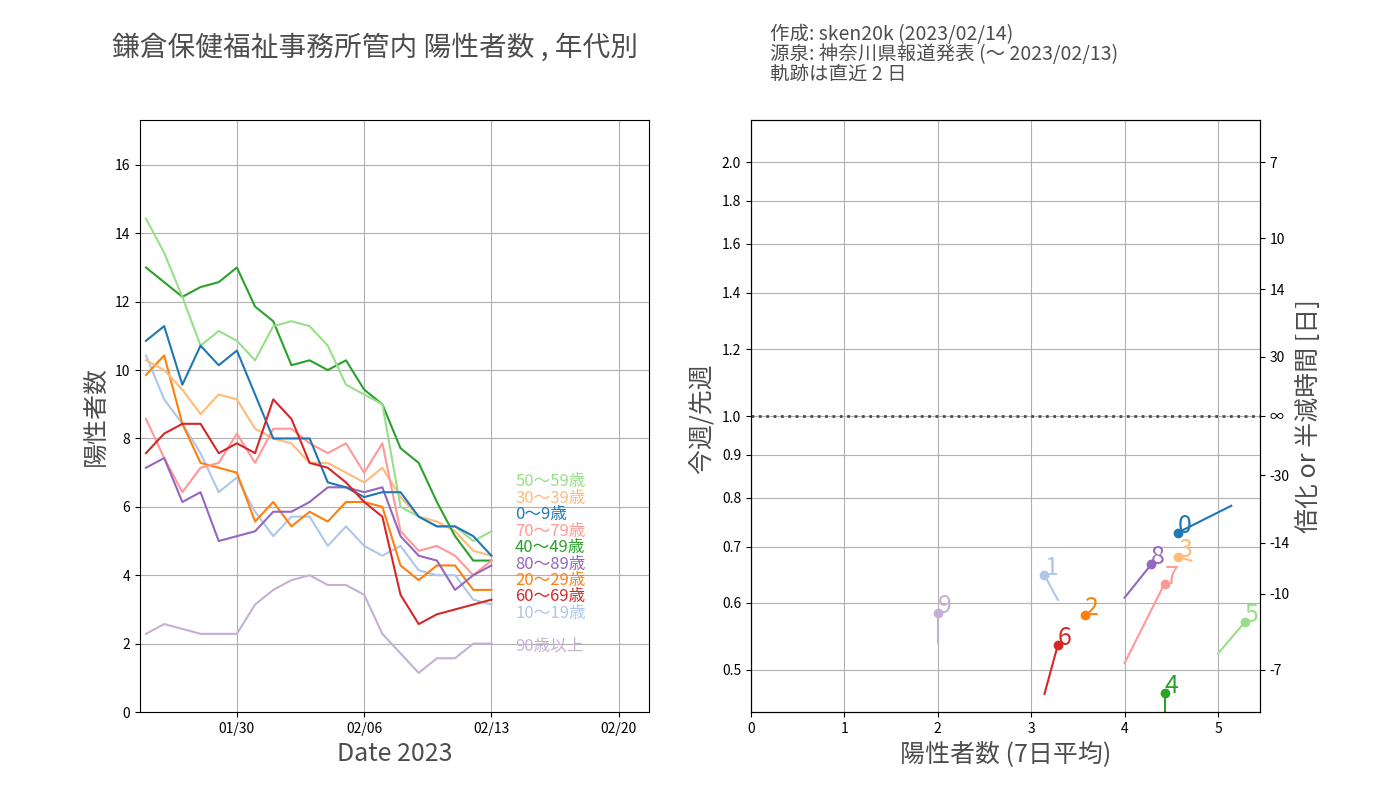 鎌倉保健福祉事務所管内 陽性者数 , 年代別
作成: sken20k (2023/02/14)
源泉: 神奈川県報道発表 (～ 2023/02/13)
軌跡は直近 2 日
陽性者数
16
14
12
10
8
6
4
2
0
50～59歳
30～39歳
0～9歳
70～79歳
40～49歳
80～89歳
20～29歳
60～69歳
10～19歳
90歳以上
01/30
02/06
02/13
02/20
Date 2023
今週/先週
2.0
1.8
1.6
1.4
1.2
1.0
0.9
0.8
0.7
0.6
0.5
0
3
8
7
1
9
2
5
6
4
7
10
14
30
∞
-30
-14
-10
-7
倍化 or 半減時間 [日]
0
1
2
3
4
5
陽性者数 (7日平均)